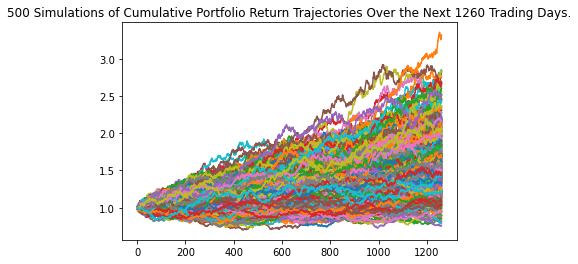 500 Simulations of Cumulative Portfolio Return Trajectories Over the Next 1260 Trading Days.
3.0
2.5
2.0
1.5
1.0
0 200 400 600 800 1000 1200